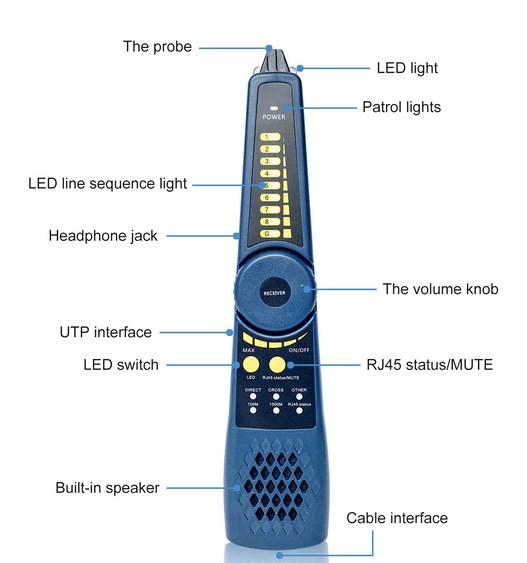 The probe
LED light
Patrol lights
POWER
1
2
3
4
LED line sequence light
5
6
7
8
G
Headphone jack
RECEIVER
The volume knob
UTP interface
MAX
ON/OFF
LED switch
RJ45 status/MUTE
LED
RJ45 status/MUTE
DIRECT CROSS OTHER
100M 1000M RJ45 status
Built-in speaker
Cable interface